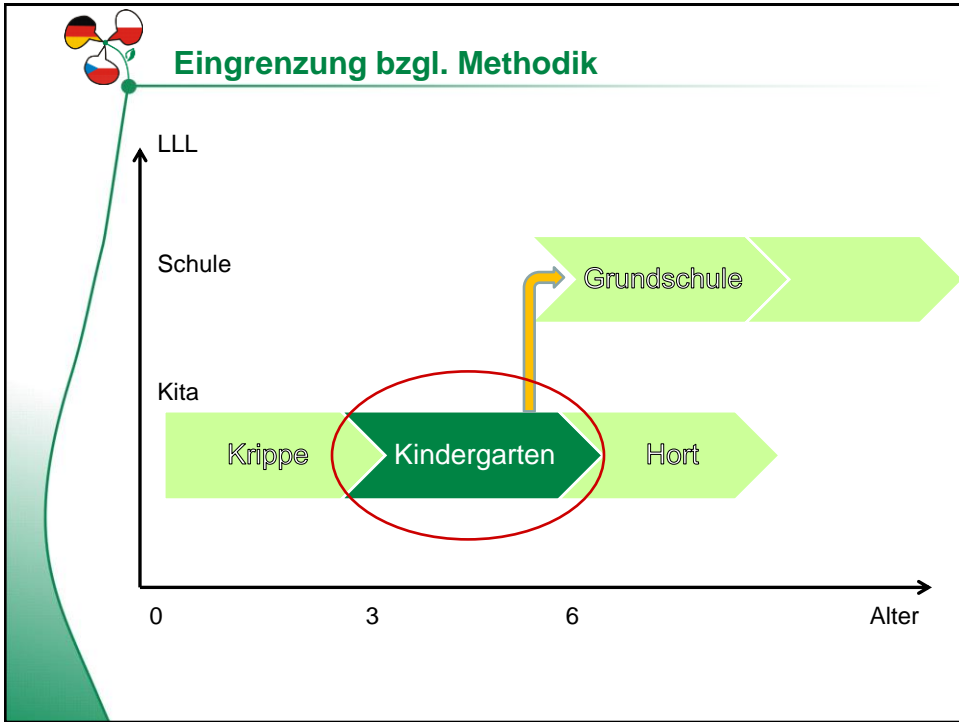 Eingrenzung bzgl. Methodik
LLL
Schule
Grundschule
Kita
Krippe
Kindergarten
Hort
0
3
6
Alter